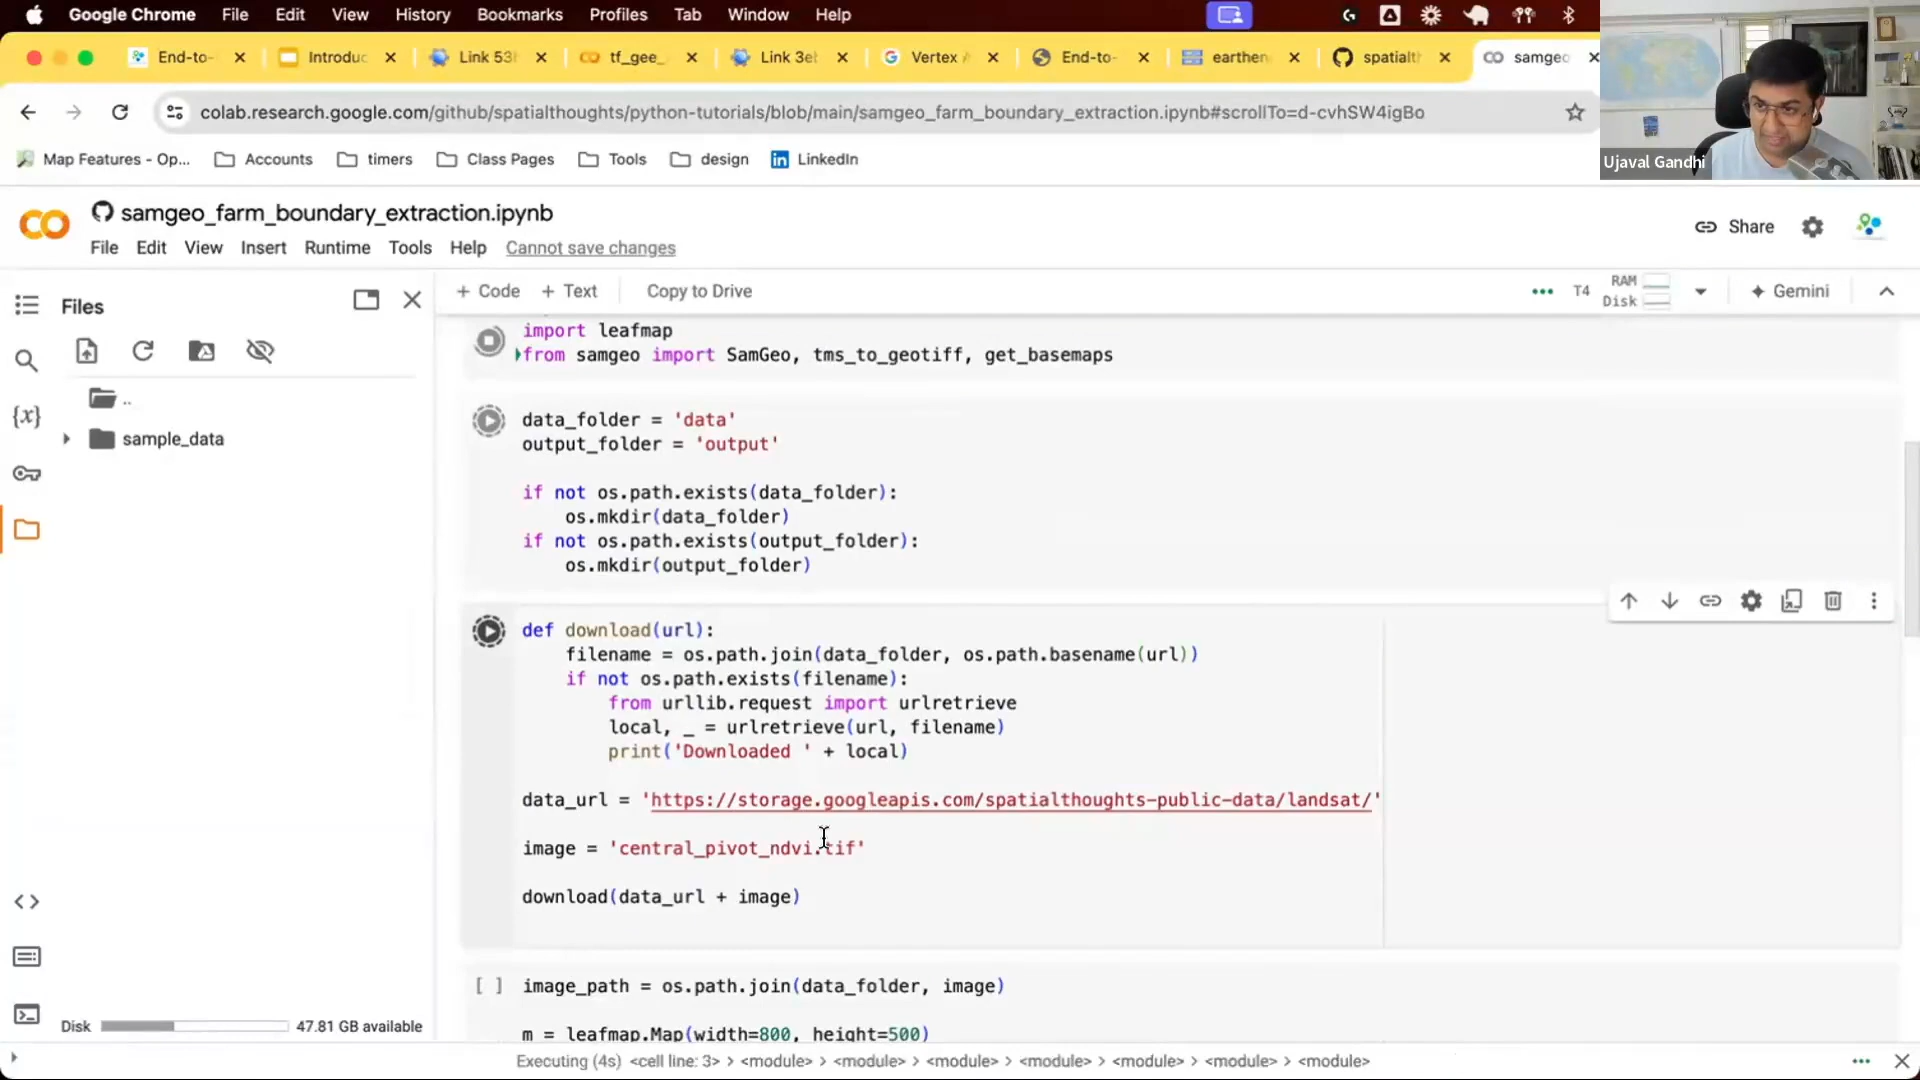 Google Chrome File Edit View History Bookmarks Profiles Tab Window Help
End-to- Introduc Link 53 tf_gee_ Link 3eb Vertex End-to- earthen spatialth samgeo
colab.research.google.com/github/spatialthoughts/python-tutorials/blob/main/samgeo_farm_boundary_extraction.ipynb#scrollTo=d-cvhSW4igBo
Map Features - Op... Accounts timers Class Pages Tools design LinkedIn
Ujaval Gandhi
samgeo_farm_boundary_extraction.ipynb
Share
File Edit View Insert Runtime Tools Help Cannot save changes
Files
+ Code + Text Copy to Drive
T4 RAM Disk
Gemini
..
sample_data
Disk 47.81 GB available
import leafmap
from samgeo import SamGeo, tms_to_geotiff, get_basemaps
data_folder = 'data'
output_folder = 'output'
if not os.path.exists(data_folder):
os.mkdir(data_folder)
if not os.path.exists(output_folder):
os.mkdir(output_folder)
def download(url):
filename = os.path.join(data_folder, os.path.basename(url))
if not os.path.exists(filename):
from urllib.request import urlretrieve
local, _ = urlretrieve(url, filename)
print('Downloaded ' + local)
data_url = 'https://storage.googleapis.com/spatialthoughts-public-data/landsat/'
image = 'central_pivot_ndvi.tif'
download(data_url + image)
[ ] image_path = os.path.join(data_folder, image)
m = leafmap.Map(width=800, height=500)
Executing (4s) <cell line: 3> > <module> > <module> > <module> > <module> > <module> > <module> > <module>